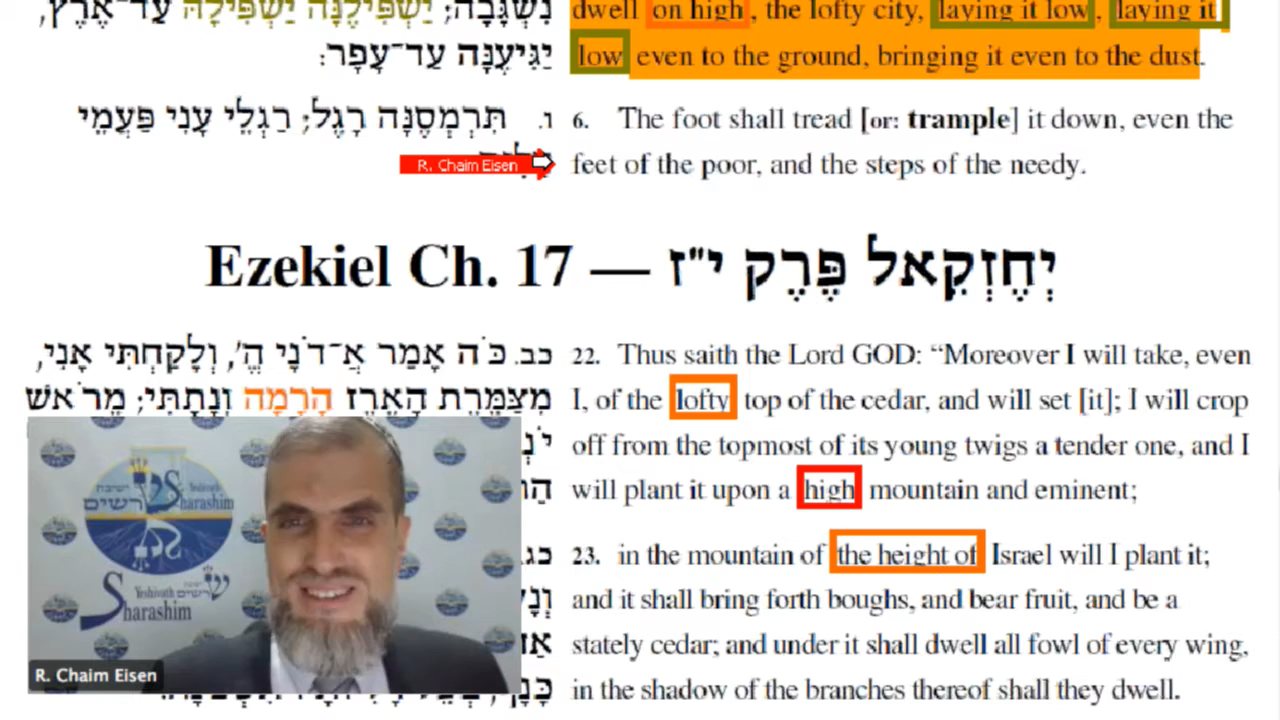 נִשְׂגָּבָה; יַשְׁפִּילֶנָּה יַשְׁפִּילָהּ עַד־אֶרֶץ,
dwell on high, the lofty city, laying it low, laying it
יַגִּיעֶנָּה עַד־עָפָר:
low even to the ground, bringing it even to the dust.
ו. תִּרְמְסֶנָּה רָגֶל; רַגְלֵי עָנִי פַּעֲמֵי
6. The foot shall tread [or: trample] it down, even the
R. Chaim Eisen
feet of the poor, and the steps of the needy.
Ezekiel Ch. 17 — יְחֶזְקֵאל פֶּרֶק י"ז
כב. כֹּה אָמַר אֲ־דֹנָי הֱ', וְלָקַחְתִּי אָנִי,
22. Thus saith the Lord GOD: “Moreover I will take, even
מִצַּמֶּרֶת הָאֶרֶז הָרָמָה וְנָתָתִּי; מֵרֹאשׁ
I, of the lofty top of the cedar, and will set [it]; I will crop
off from the topmost of its young twigs a tender one, and I
will plant it upon a high mountain and eminent;
כג.
23. in the mountain of the height of Israel will I plant it;
and it shall bring forth boughs, and bear fruit, and be a
stately cedar; and under it shall dwell all fowl of every wing,
in the shadow of the branches thereof shall they dwell.
ישיבת
שרשים
Yeshivath
Sharashim
Yeshivath ישיבת
Sharashim שרשים
R. Chaim Eisen